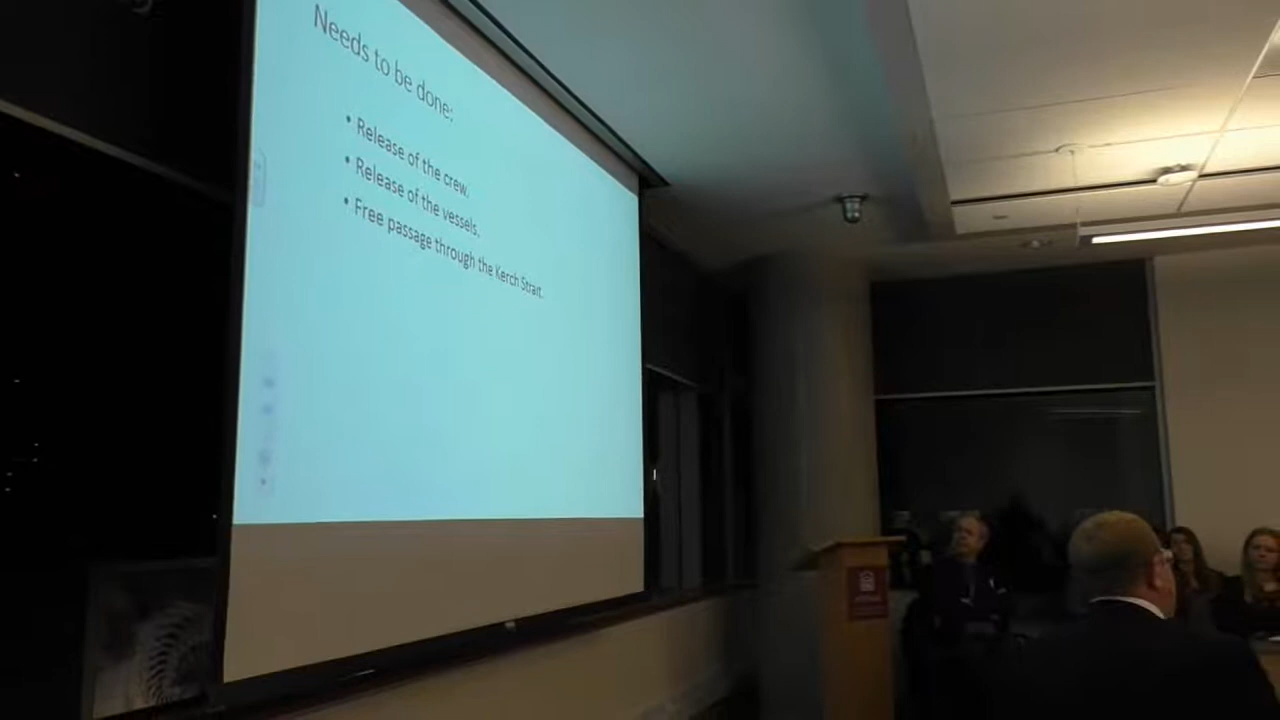 Needs to be done:
• Release of the crew.
• Release of the vessels.
• Free passage through the Kerch Strait.